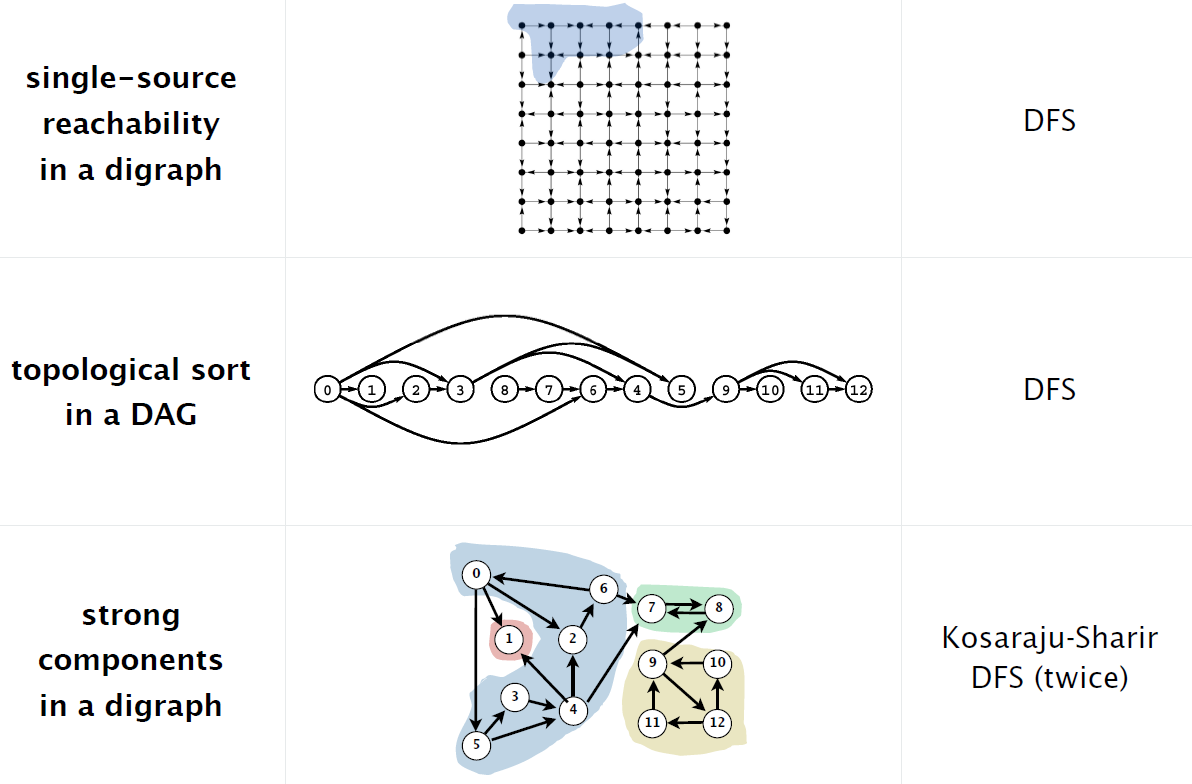 single-source
reachability
in a digraph
DFS
topological sort
in a DAG
0 1 2 3 8 7 6 4 5 9 10 11 12
DFS
strong
components
in a digraph
0
6
7 8
1 2
9 10
3
4
11 12
5
Kosaraju-Sharir
DFS (twice)